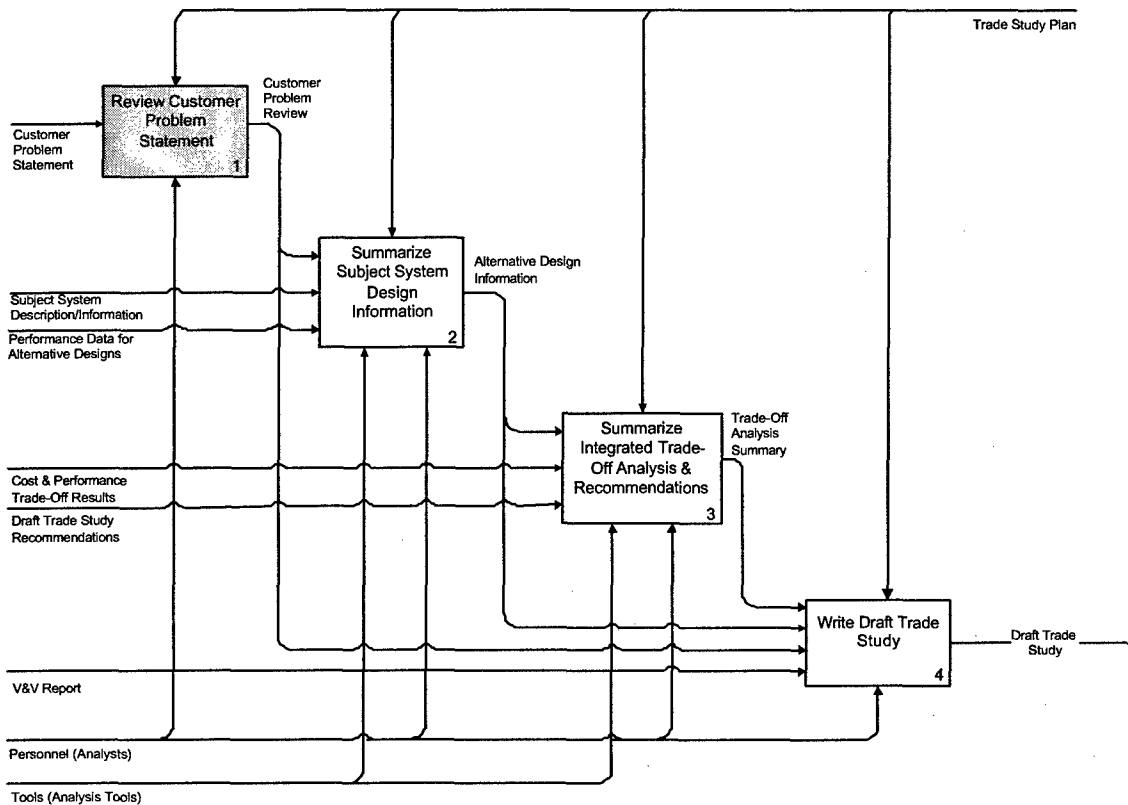 Trade Study Plan
Review Customer
Problem
Statement
1
Customer
Problem
Review
Customer
Problem
Statement
Summarize
Subject System
Design
Information
2
Alternative Design
Information
Subject System
Description/Information
Performance Data for
Alternative Designs
Summarize
Integrated Trade-
Off Analysis &
Recommendations
3
Trade-Off
Analysis
Summary
Cost & Performance
Trade-Off Results
Draft Trade Study
Recommendations
Write Draft Trade
Study
4
Draft Trade
Study
V&V Report
Personnel (Analysts)
Tools (Analysis Tools)